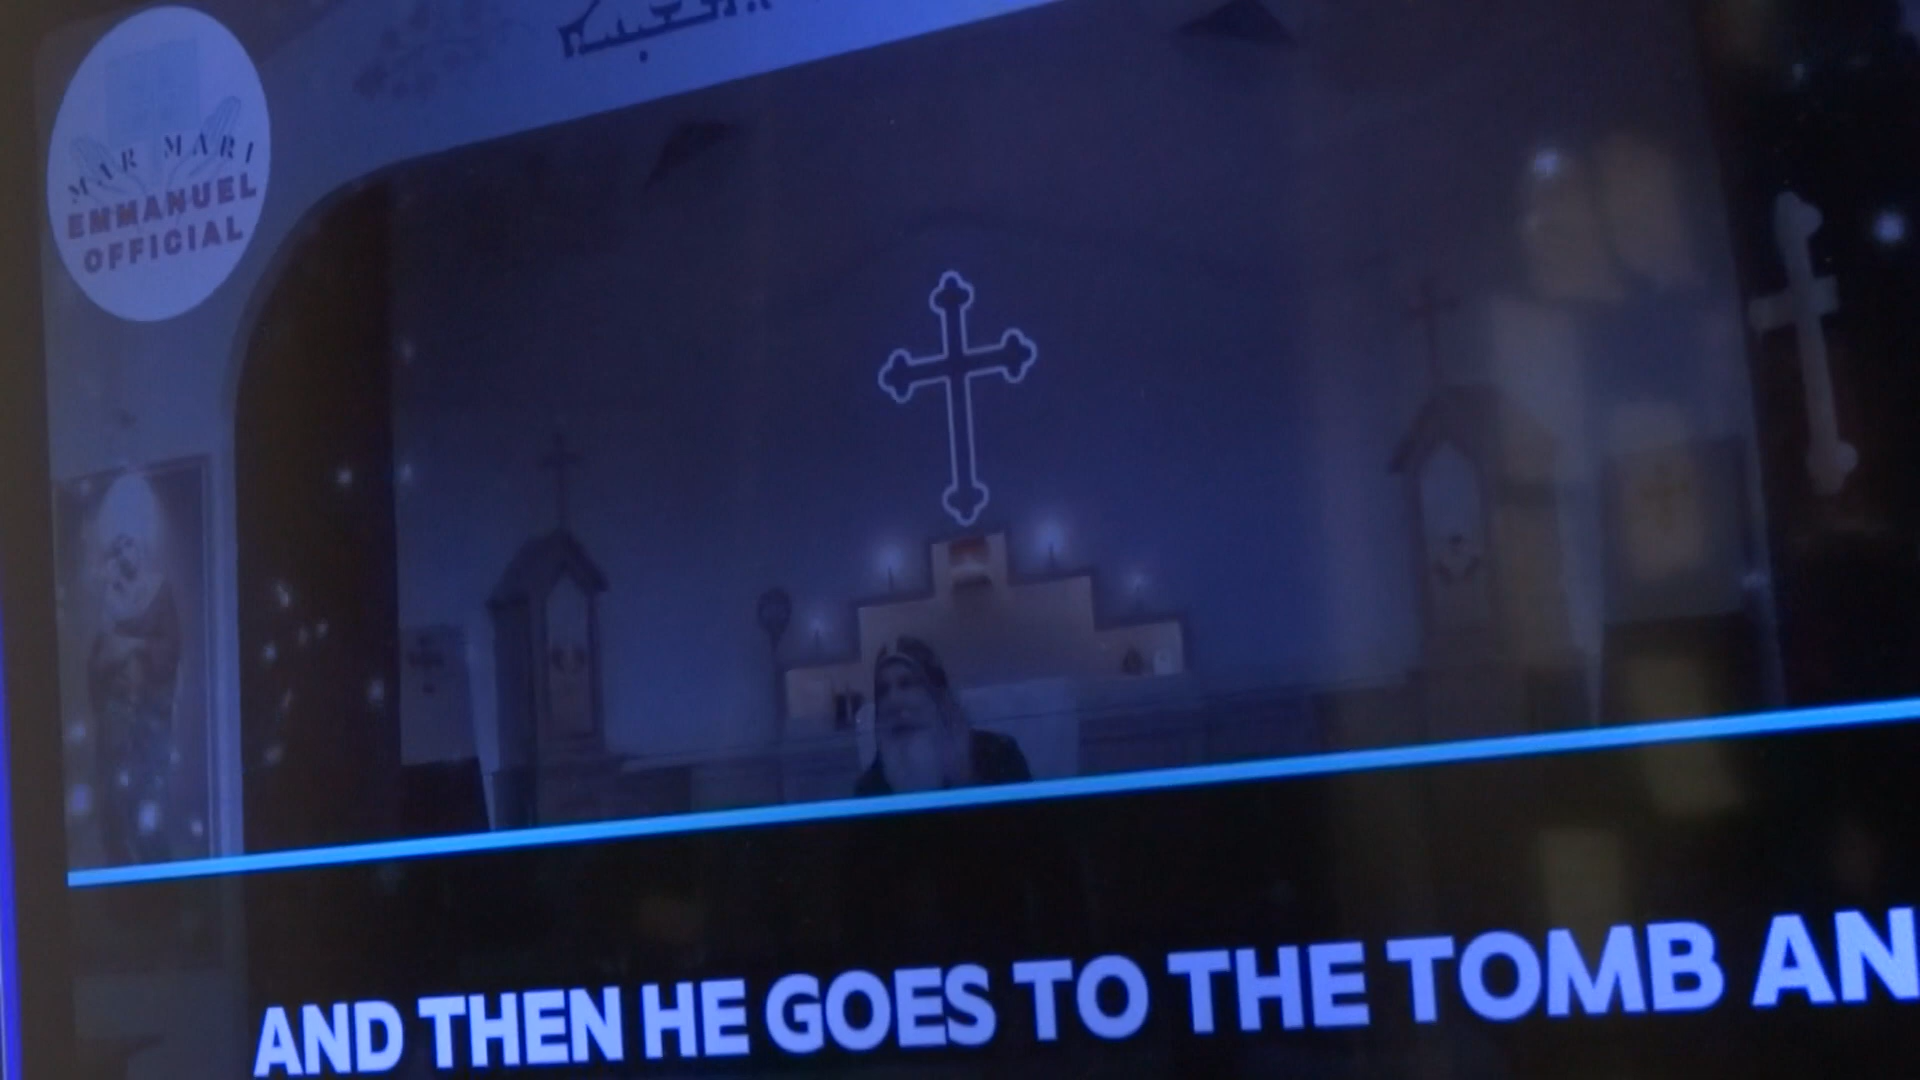 MAR MARI
EMMANUEL
OFFICIAL
AND THEN HE GOES TO THE TOMB AN